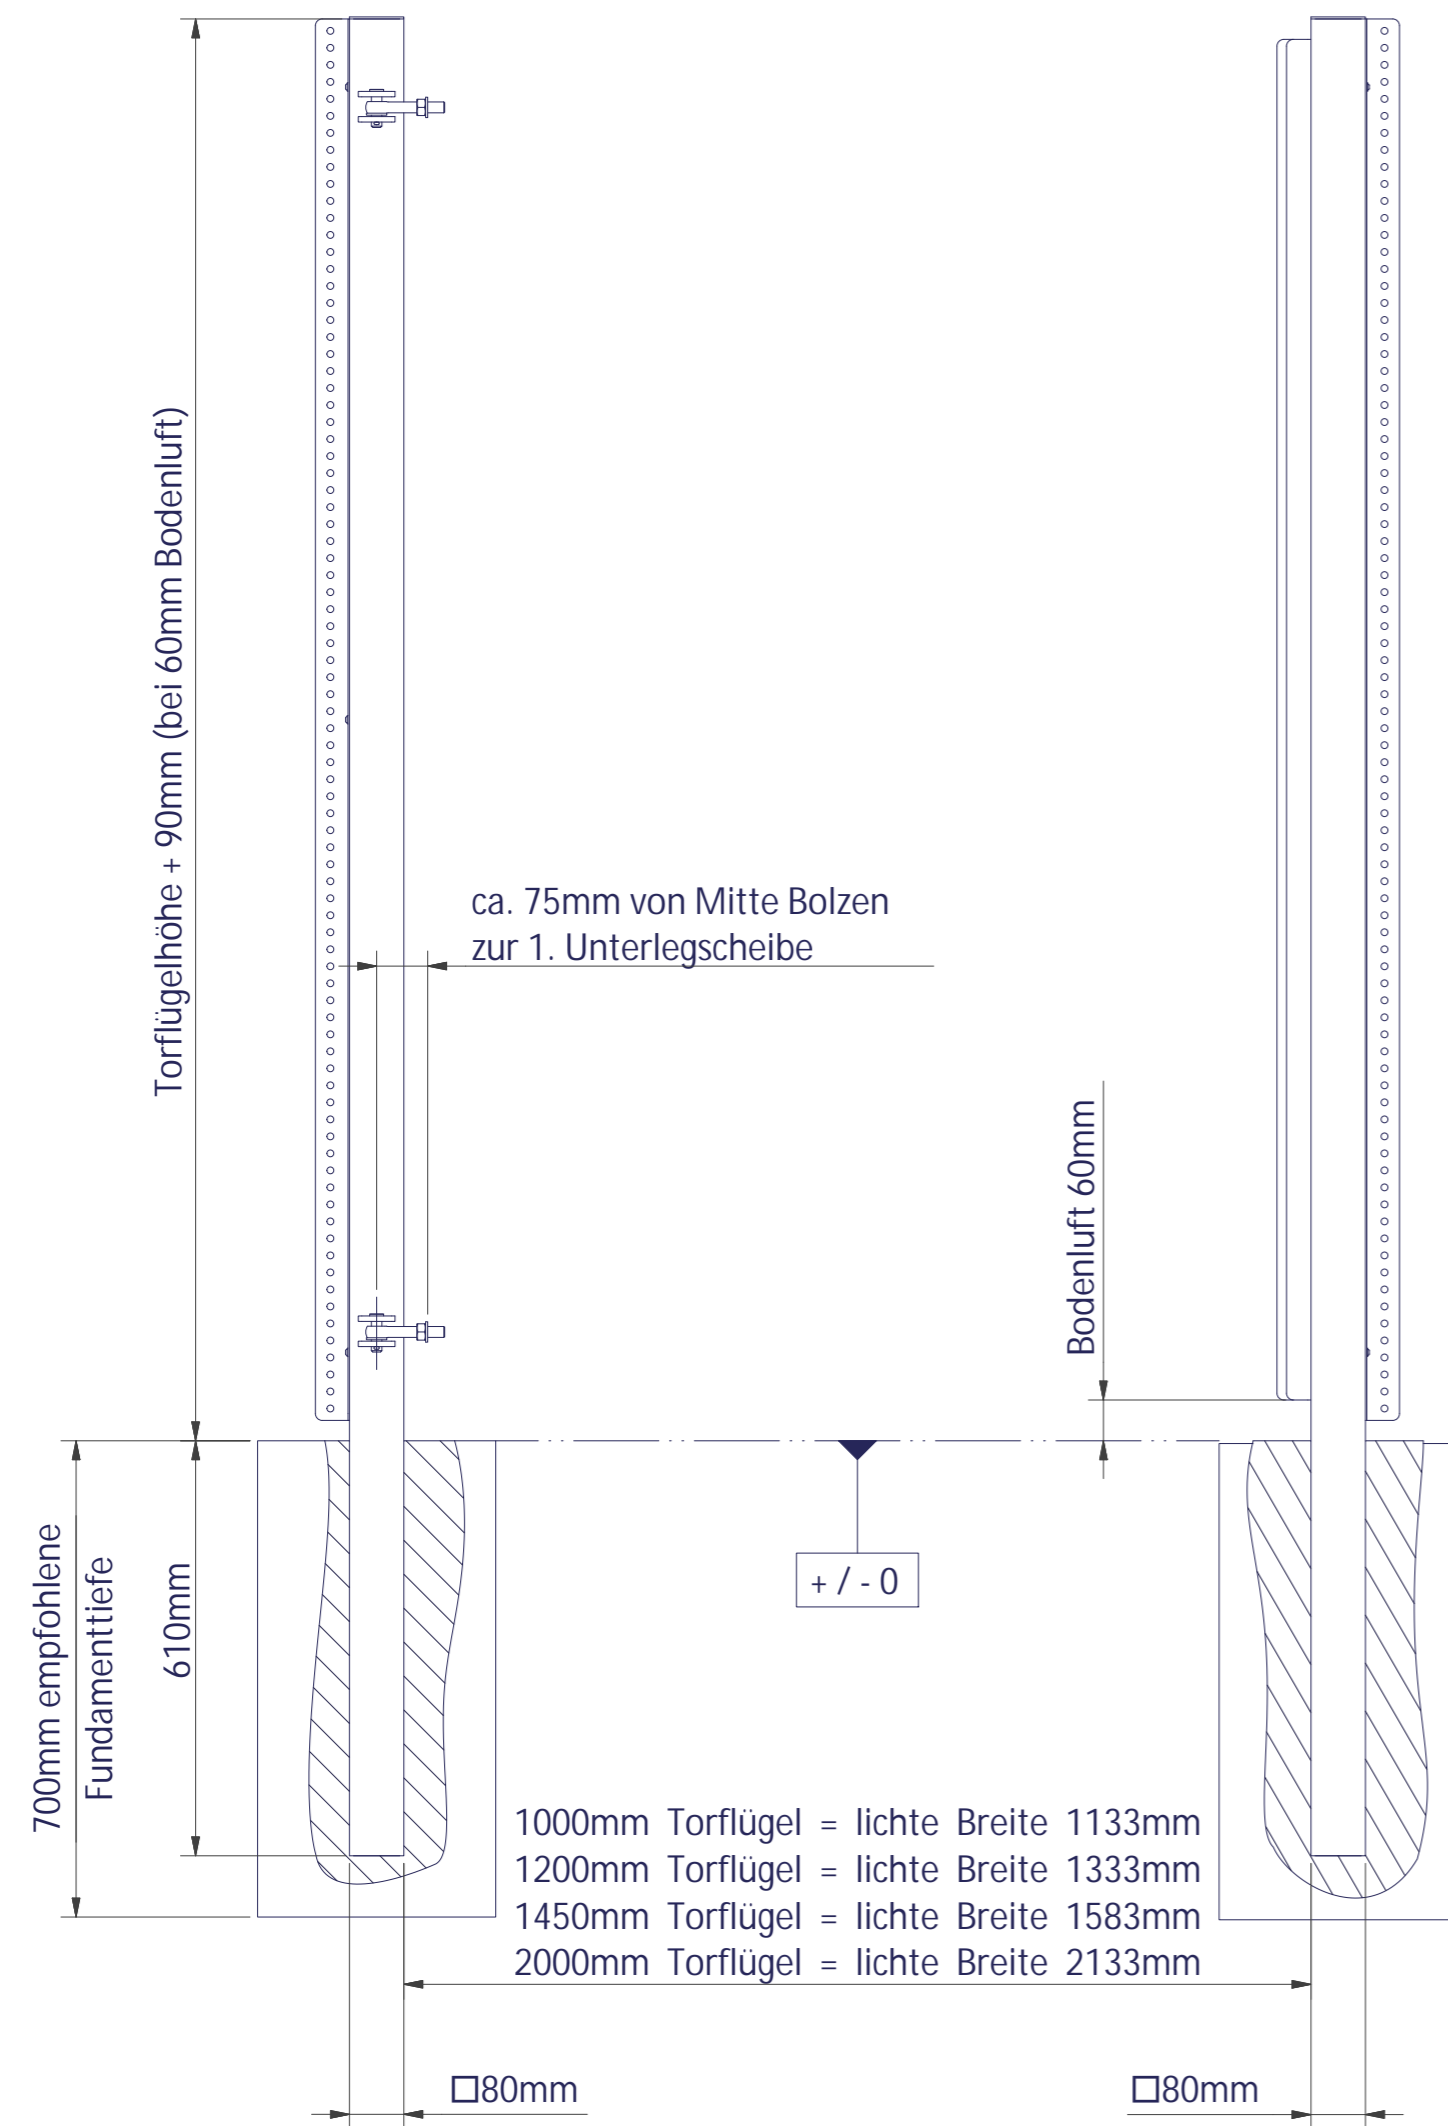 Torflügelhöhe + 90mm (bei 60mm Bodenluft)
ca. 75mm von Mitte Bolzen
zur 1. Unterlegscheibe
Bodenluft 60mm
700mm empfohlene
Fundamenttiefe
610mm
+ / - 0
1000mm Torflügel = lichte Breite 1133mm
1200mm Torflügel = lichte Breite 1333mm
1450mm Torflügel = lichte Breite 1583mm
2000mm Torflügel = lichte Breite 2133mm
□80mm
□80mm